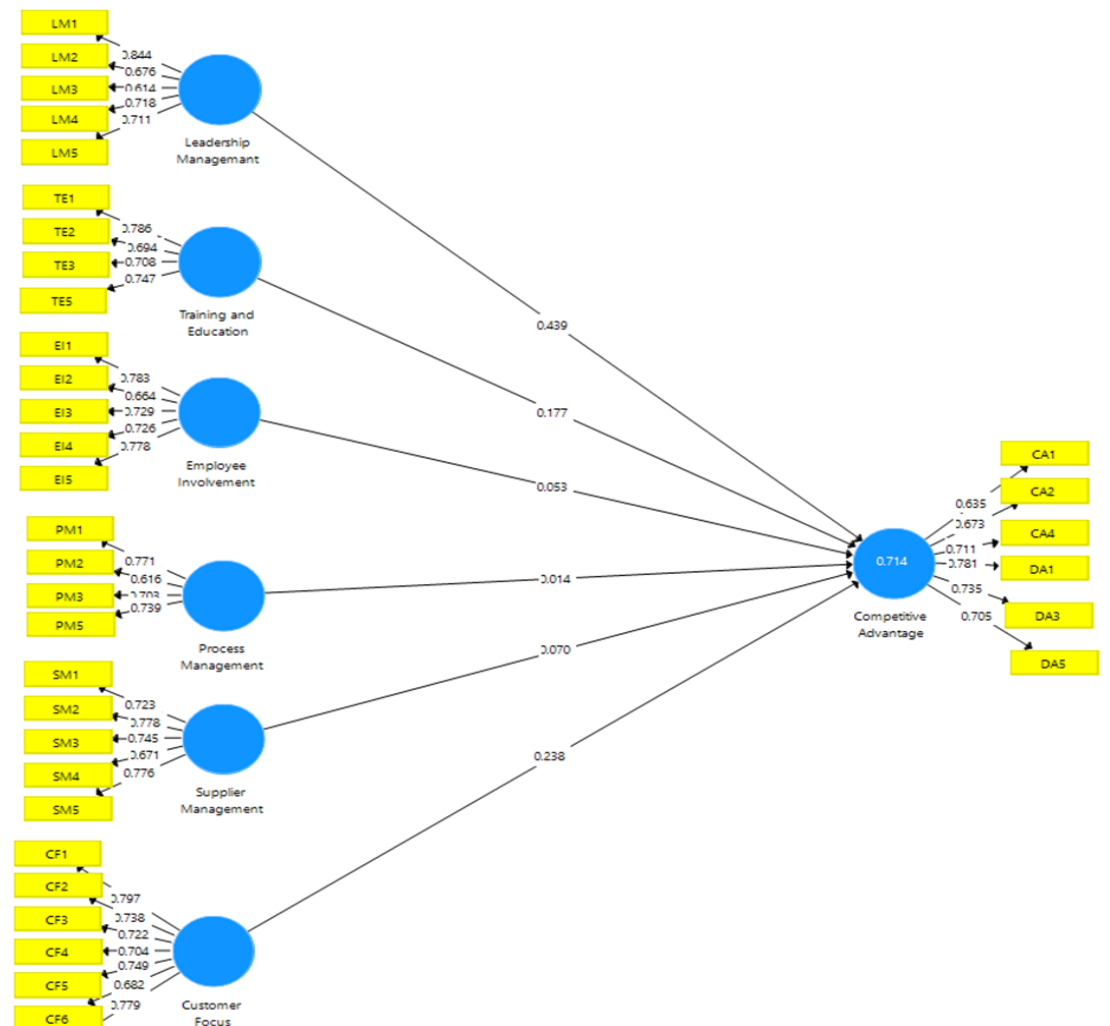 LM1
LM2
LM3
LM4
LM5
0.844
0.676
0.614
0.718
0.711
Leadership
Managemant
TE1
TE2
TE3
TE5
0.786
0.694
0.708
0.747
Training and
Education
EI1
EI2
EI3
EI4
EI5
0.783
0.664
0.729
0.726
0.778
Employee
Involvement
PM1
PM2
PM3
PM5
0.771
0.616
0.703
0.739
Process
Management
SM1
SM2
SM3
SM4
SM5
0.723
0.778
0.745
0.671
0.776
Supplier
Management
CF1
CF2
CF3
CF4
CF5
CF6
0.797
0.738
0.722
0.704
0.749
0.682
0.779
Customer
Focus
0.439
0.177
0.053
0.014
0.070
0.238
0.714
Competitive
Advantage
0.635
0.673
0.711
0.781
0.735
0.705
CA1
CA2
CA4
DA1
DA3
DA5